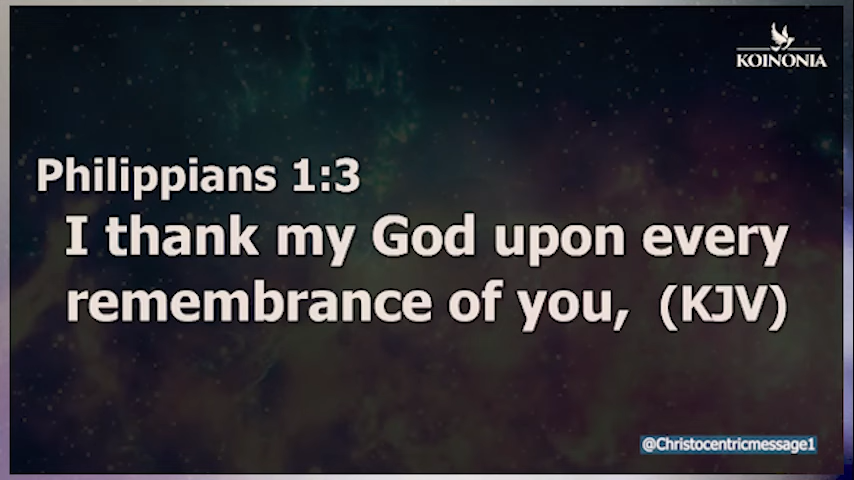 KOINONIA
Philippians 1:3
I thank my God upon every
remembrance of you, (KJV)
@Christocentricmessage1